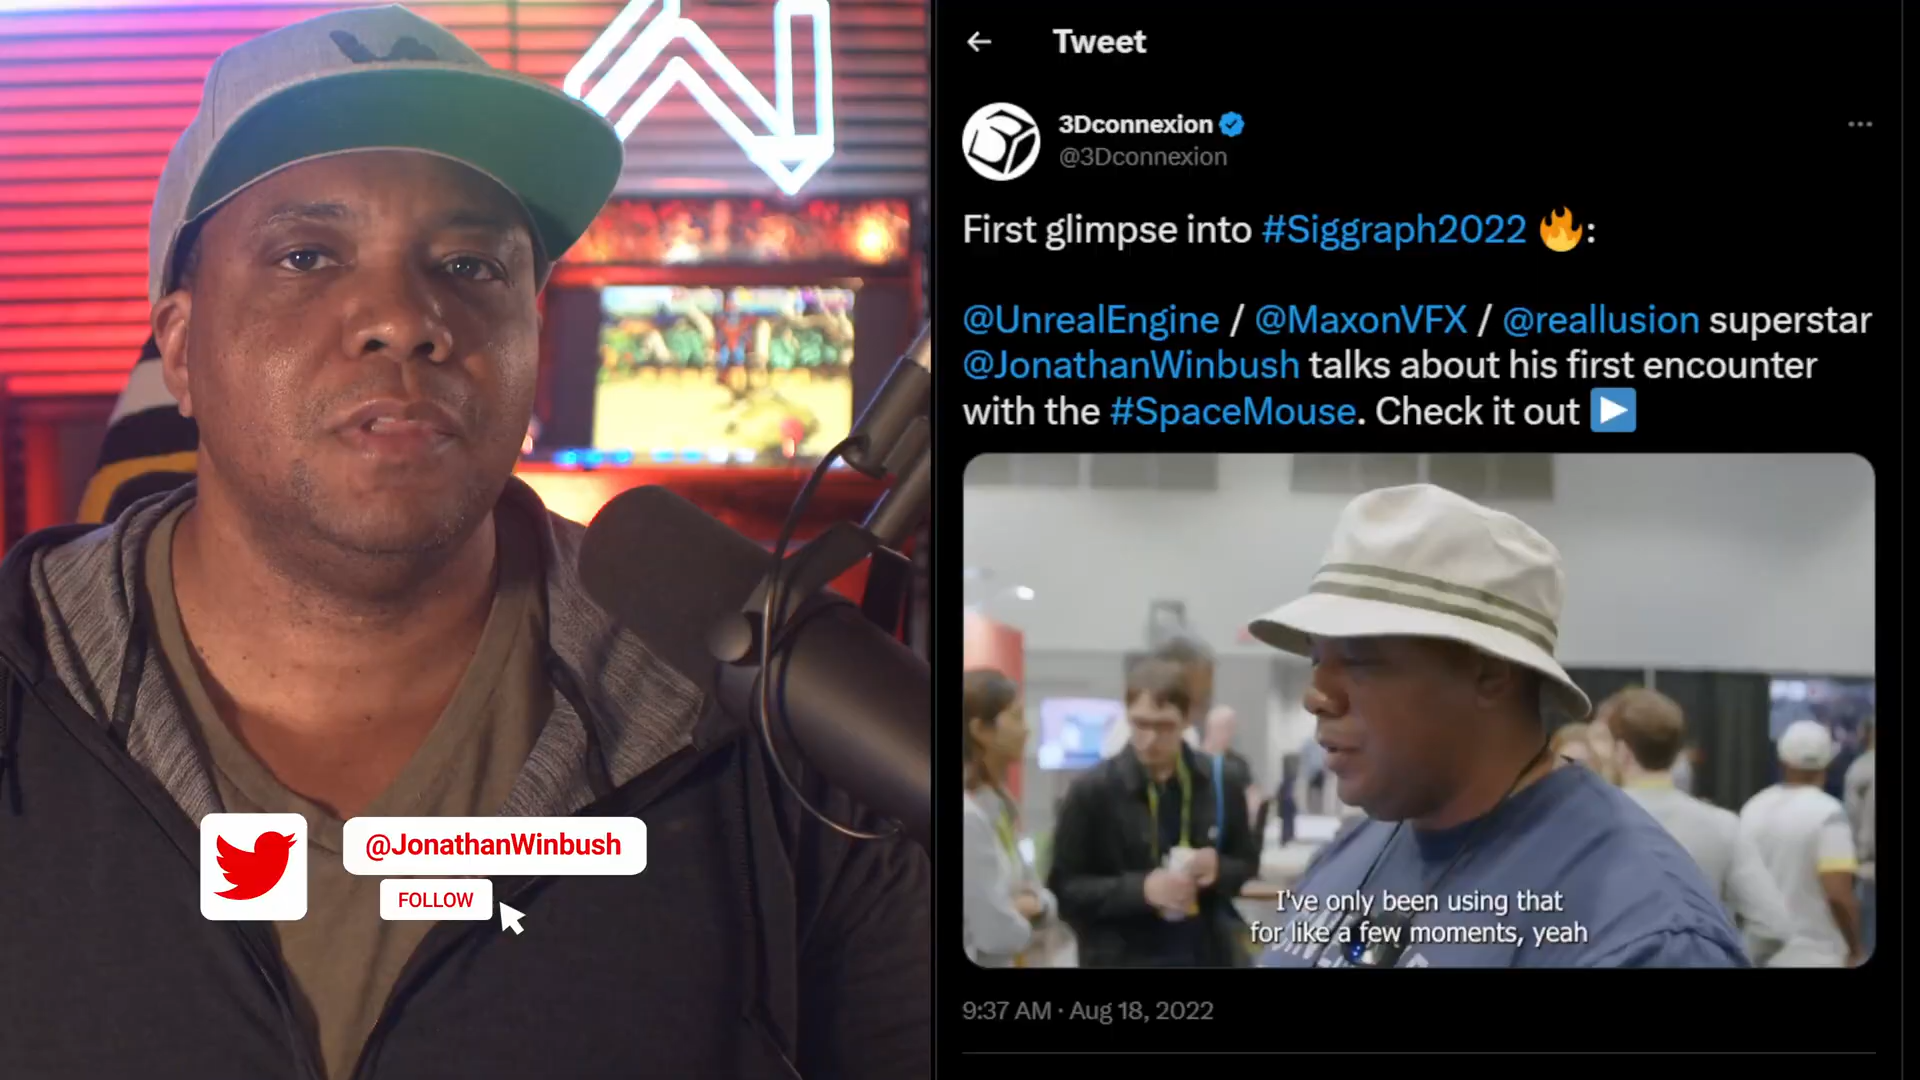 @JonathanWinbush
FOLLOW
Tweet
3Dconnexion
@3Dconnexion
First glimpse into #Siggraph2022 🔥:
@UnrealEngine / @MaxonVFX / @reallusion superstar
@JonathanWinbush talks about his first encounter
with the #SpaceMouse. Check it out ▶️
I've only been using that
for like a few moments, yeah
9:37 AM · Aug 18, 2022